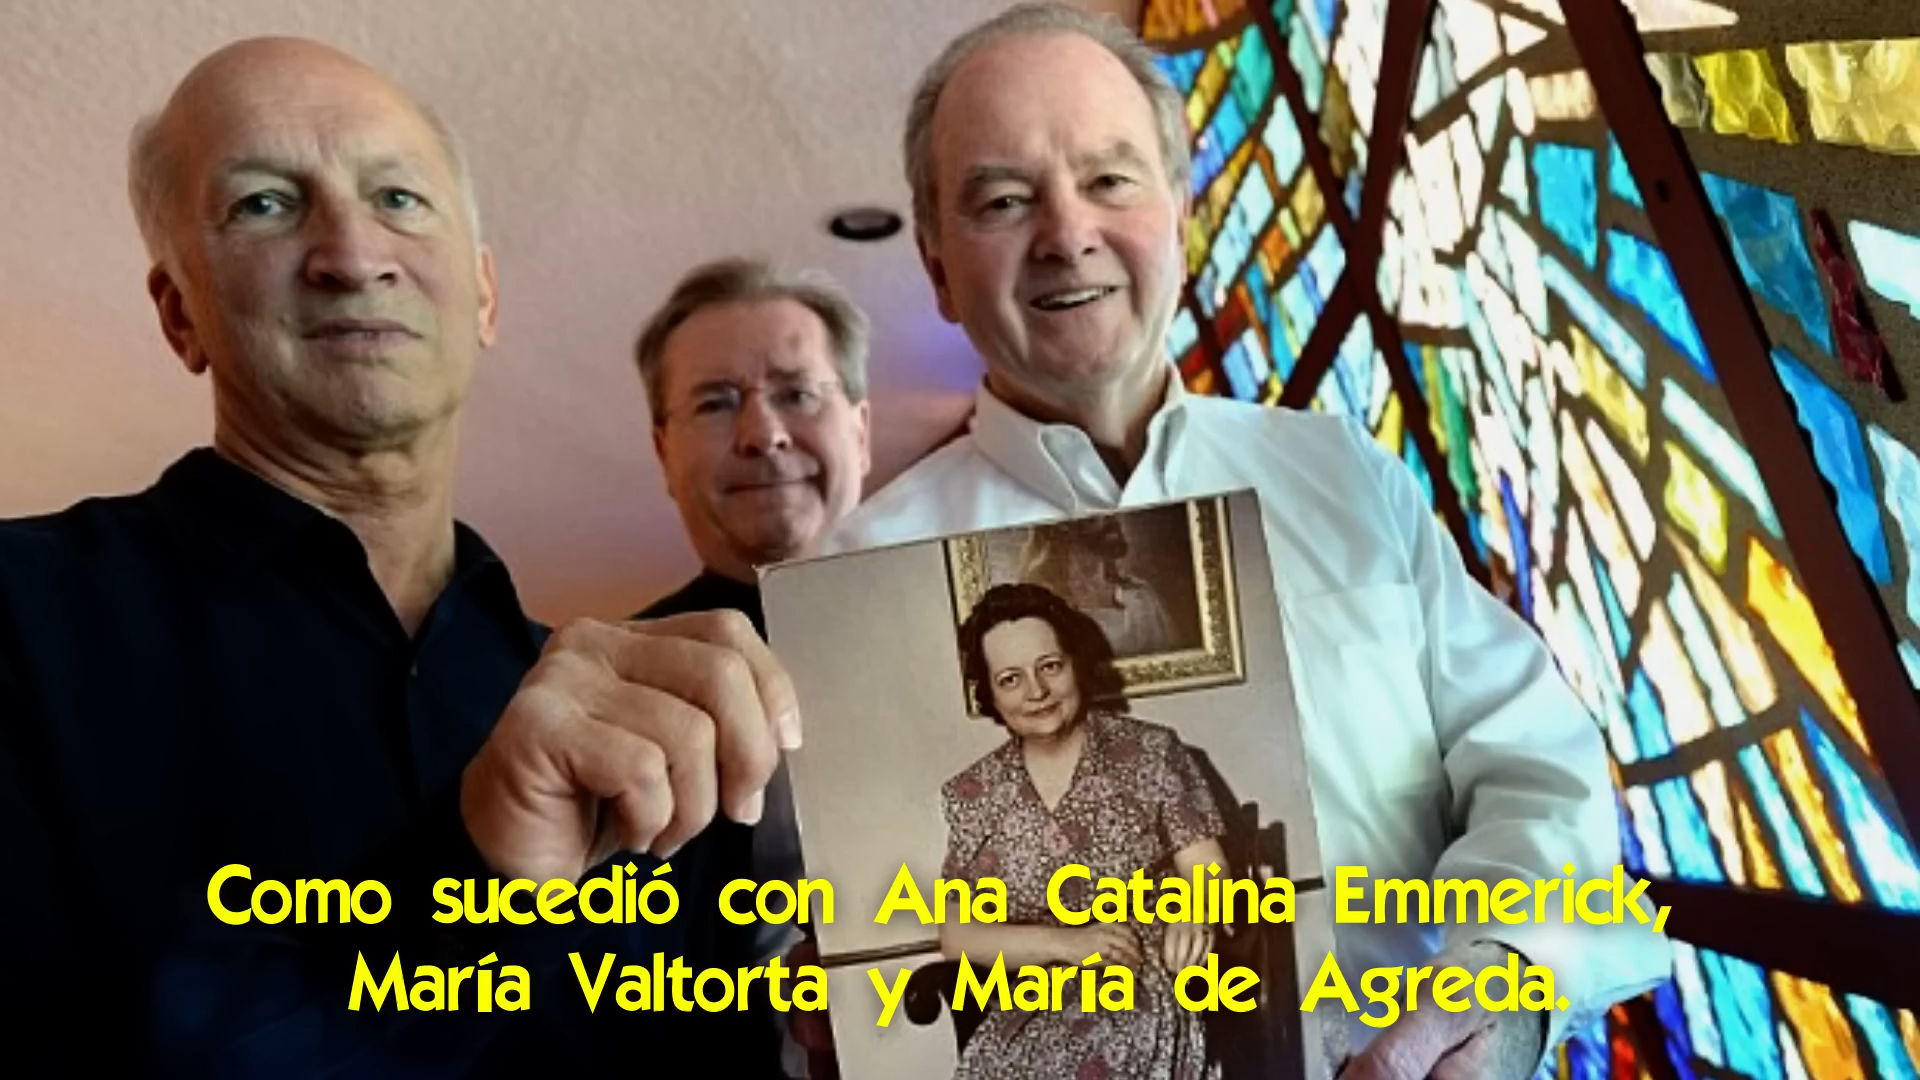 Como sucedió con Ana Catalina Emmerick,
María Valtorta y María de Agreda.